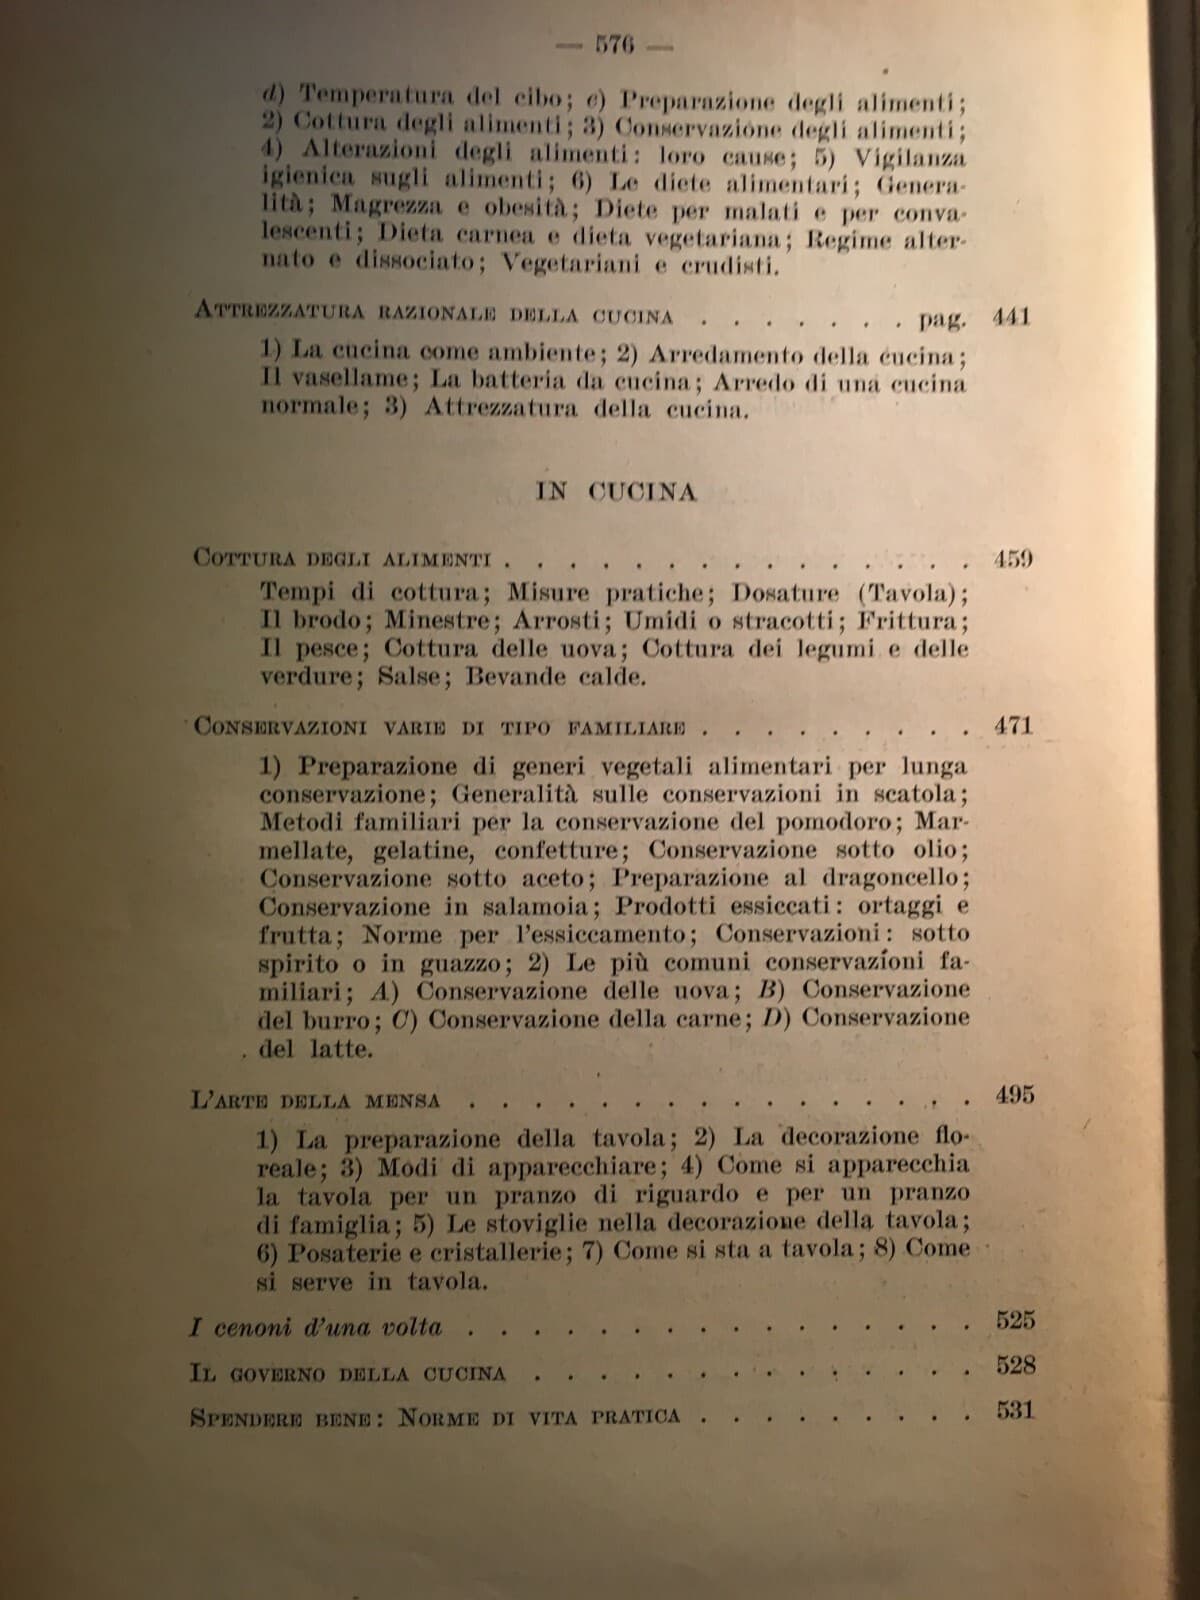 — 576 —
d) Temperatura del cibo; e) Preparazione degli alimenti;
2) Cottura degli alimenti; 3) Conservazione degli alimenti;
4) Alterazioni degli alimenti: loro cause; 5) Vigilanza
igienica sugli alimenti; 6) Le diete alimentari; Genera-
lità; Magrezza e obesità; Diete per malati e per conva-
lescenti; Dieta carnea e dieta vegetariana; Regime alter-
nato e dissociato; Vegetariani e crudisti.
ATTREZZATURA RAZIONALE DELLA CUCINA . . . . . . . pag. 441
1) La cucina come ambiente; 2) Arredamento della cucina;
Il vasellame; La batteria da cucina; Arredo di una cucina
normale; 3) Attrezzatura della cucina.
IN CUCINA
COTTURA DEGLI ALIMENTI . . . . . . . . . . . . . . . 459
Tempi di cottura; Misure pratiche; Dosature (Tavola);
Il brodo; Minestre; Arrosti; Umidi o stracotti; Frittura;
Il pesce; Cottura delle uova; Cottura dei legumi e delle
verdure; Salse; Bevande calde.
CONSERVAZIONI VARIE DI TIPO FAMILIARE . . . . . . . . . 471
1) Preparazione di generi vegetali alimentari per lunga
conservazione; Generalità sulle conservazioni in scatola;
Metodi familiari per la conservazione del pomodoro; Mar-
mellate, gelatine, confetture; Conservazione sotto olio;
Conservazione sotto aceto; Preparazione al dragoncello;
Conservazione in salamoia; Prodotti essiccati: ortaggi e
frutta; Norme per l'essiccamento; Conservazioni: sotto
spirito o in guazzo; 2) Le più comuni conservazioni fa-
miliari; A) Conservazione delle uova; B) Conservazione
del burro; C) Conservazione della carne; D) Conservazione
del latte.
L'ARTE DELLA MENSA . . . . . . . . . . . . . . . . 495
1) La preparazione della tavola; 2) La decorazione flo-
reale; 3) Modi di apparecchiare; 4) Come si apparecchia
la tavola per un pranzo di riguardo e per un pranzo
di famiglia; 5) Le stoviglie nella decorazione della tavola;
6) Posaterie e cristallerie; 7) Come si sta a tavola; 8) Come
si serve in tavola.
I cenoni d'una volta . . . . . . . . . . . . . . . . 525
IL GOVERNO DELLA CUCINA . . . . . . . . . . . . . . 528
SPENDERE BENE: NORME DI VITA PRATICA . . . . . . . . . 531